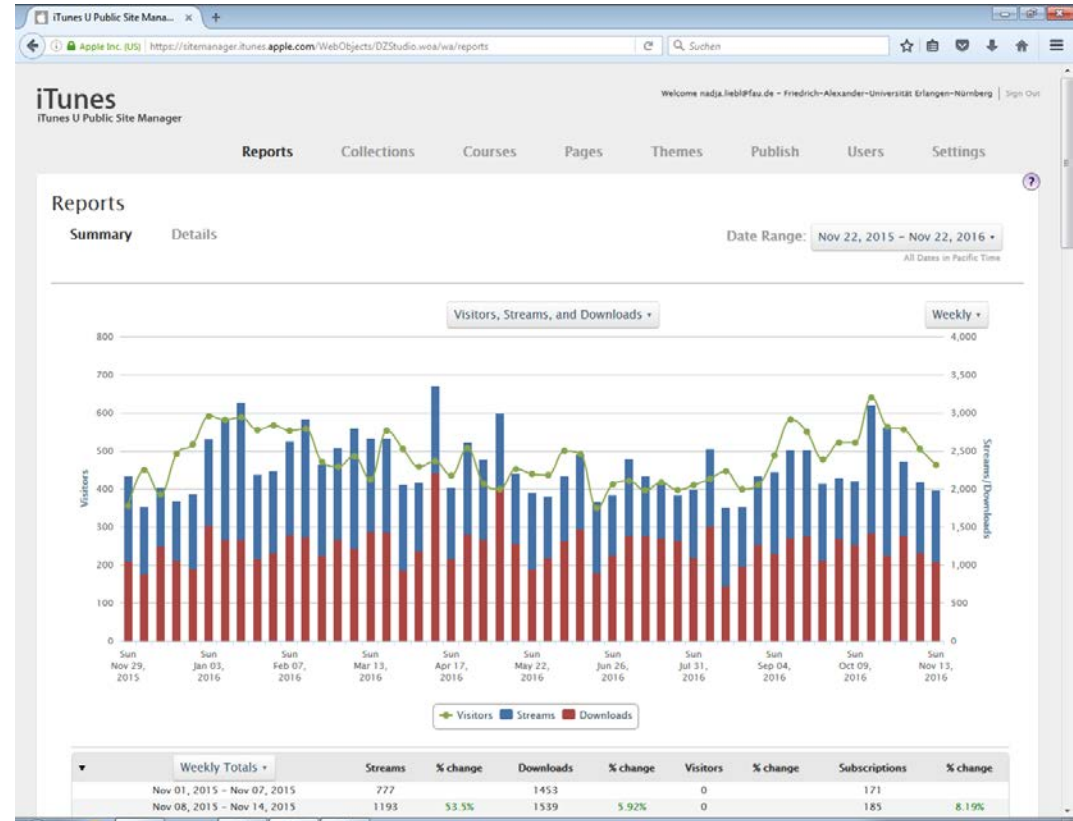 iTunes U Public Site Mana... × +
Apple Inc. (US) https://sitemanager.itunes.apple.com/WebObjects/DZStudio.woa/wa/reports Suchen
iTunes
iTunes U Public Site Manager
Welcome nadja.liebl@fau.de - Friedrich-Alexander-Universität Erlangen-Nürnberg | Sign Out
Reports Collections Courses Pages Themes Publish Users Settings
?
Reports
Summary Details
Date Range: Nov 22, 2015 – Nov 22, 2016
All Dates in Pacific Time
Visitors, Streams, and Downloads Weekly
800 4,000
700 3,500
600 3,000
500 2,500
400 2,000
300 1,500
200 1,000
100 500
0 0
Visitors
Streams/Downloads
Sun Sun Sun Sun Sun Sun Sun Sun Sun Sun Sun
Nov 29, Jan 03, Feb 07, Mar 13, Apr 17, May 22, Jun 26, Jul 31, Sep 04, Oct 09, Nov 13,
2015 2016 2016 2016 2016 2016 2016 2016 2016 2016 2016
Visitors Streams Downloads
Weekly Totals Streams % change Downloads % change Visitors % change Subscriptions % change
Nov 01, 2015 – Nov 07, 2015 777 1453 0 171
Nov 08, 2015 – Nov 14, 2015 1193 53.5% 1539 5.92% 0 185 8.19%